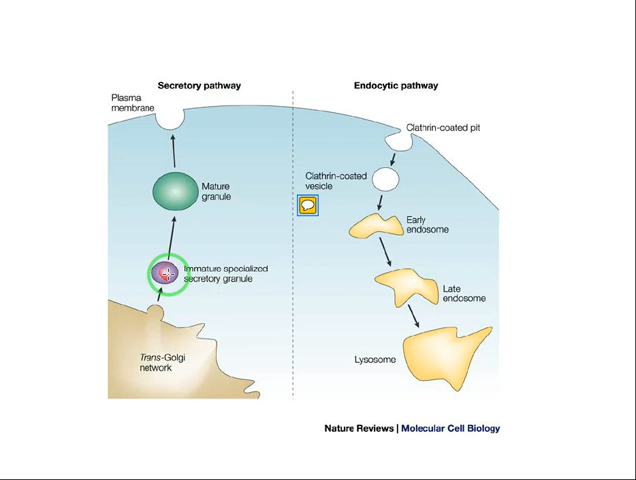 Secretory pathway
Endocytic pathway
Plasma
membrane
Clathrin-coated pit
Clathrin-coated
vesicle
Mature
granule
Early
endosome
Immature specialized
secretory granule
Late
endosome
Trans-Golgi
network
Lysosome
Nature Reviews | Molecular Cell Biology